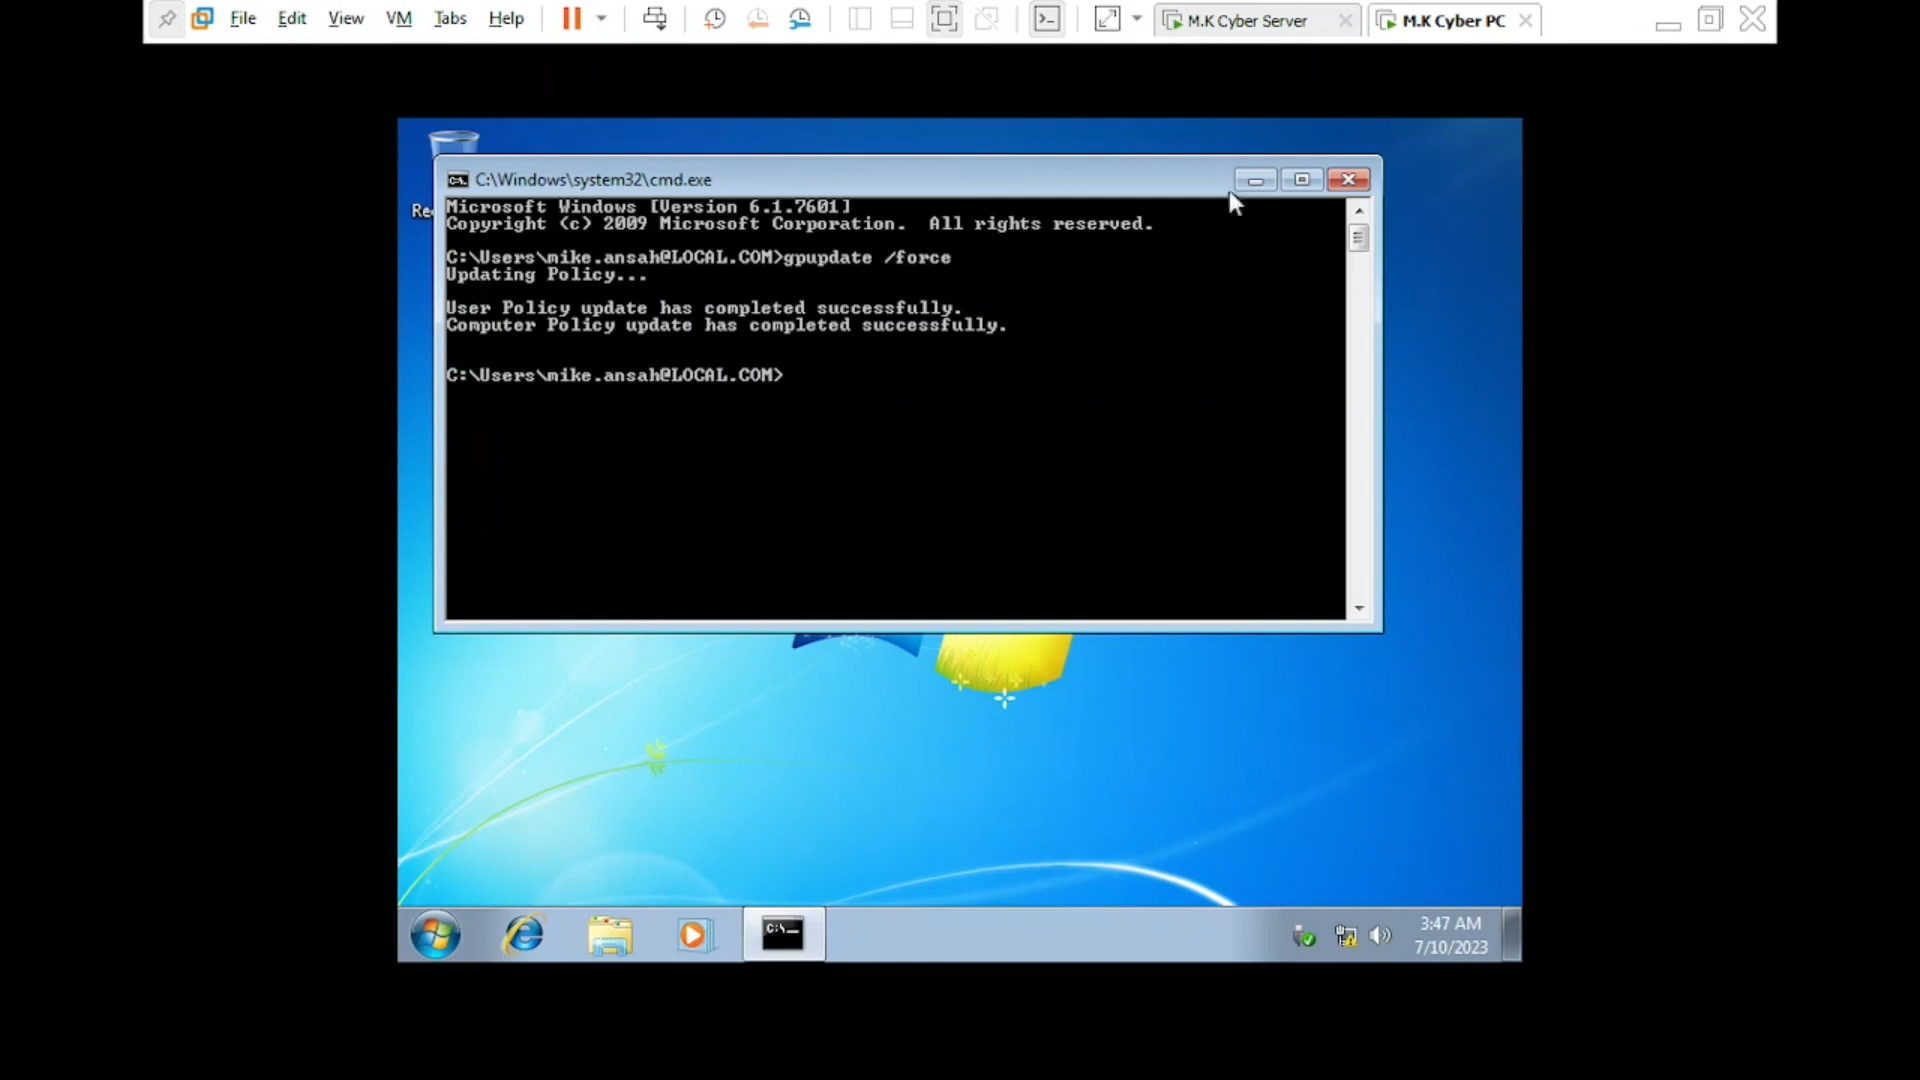 File Edit View VM Tabs Help M.K Cyber Server M.K Cyber PC
C:\Windows\system32\cmd.exe
Microsoft Windows [Version 6.1.7601]
Copyright (c) 2009 Microsoft Corporation. All rights reserved.
C:\Users\mike.ansah@LOCAL.COM>gpupdate /force
Updating Policy...
User Policy update has completed successfully.
Computer Policy update has completed successfully.
C:\Users\mike.ansah@LOCAL.COM>
3:47 AM
7/10/2023